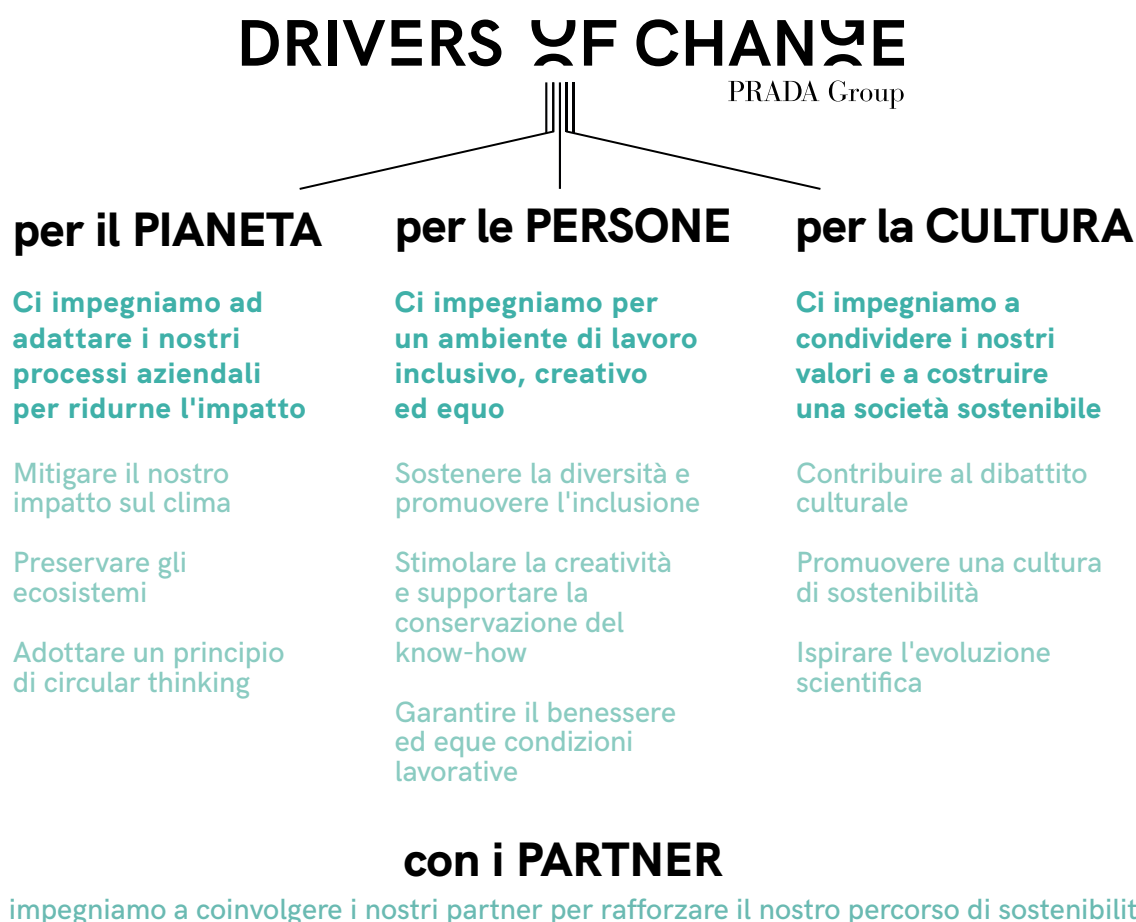 DRIVERS OF CHANGE
PRADA Group
per il PIANETA
Ci impegniamo ad
adattare i nostri
processi aziendali
per ridurne l'impatto
Mitigare il nostro
impatto sul clima
Preservare gli
ecosistemi
Adottare un principio
di circular thinking
per le PERSONE
Ci impegniamo per
un ambiente di lavoro
inclusivo, creativo
ed equo
Sostenere la diversità e
promuovere l'inclusione
Stimolare la creatività
e supportare la
conservazione del
know-how
Garantire il benessere
ed eque condizioni
lavorative
per la CULTURA
Ci impegniamo a
condividere i nostri
valori e a costruire
una società sostenibile
Contribuire al dibattito
culturale
Promuovere una cultura
di sostenibilità
Ispirare l'evoluzione
scientifica
con i PARTNER
impegniamo a coinvolgere i nostri partner per rafforzare il nostro percorso di sostenibilit